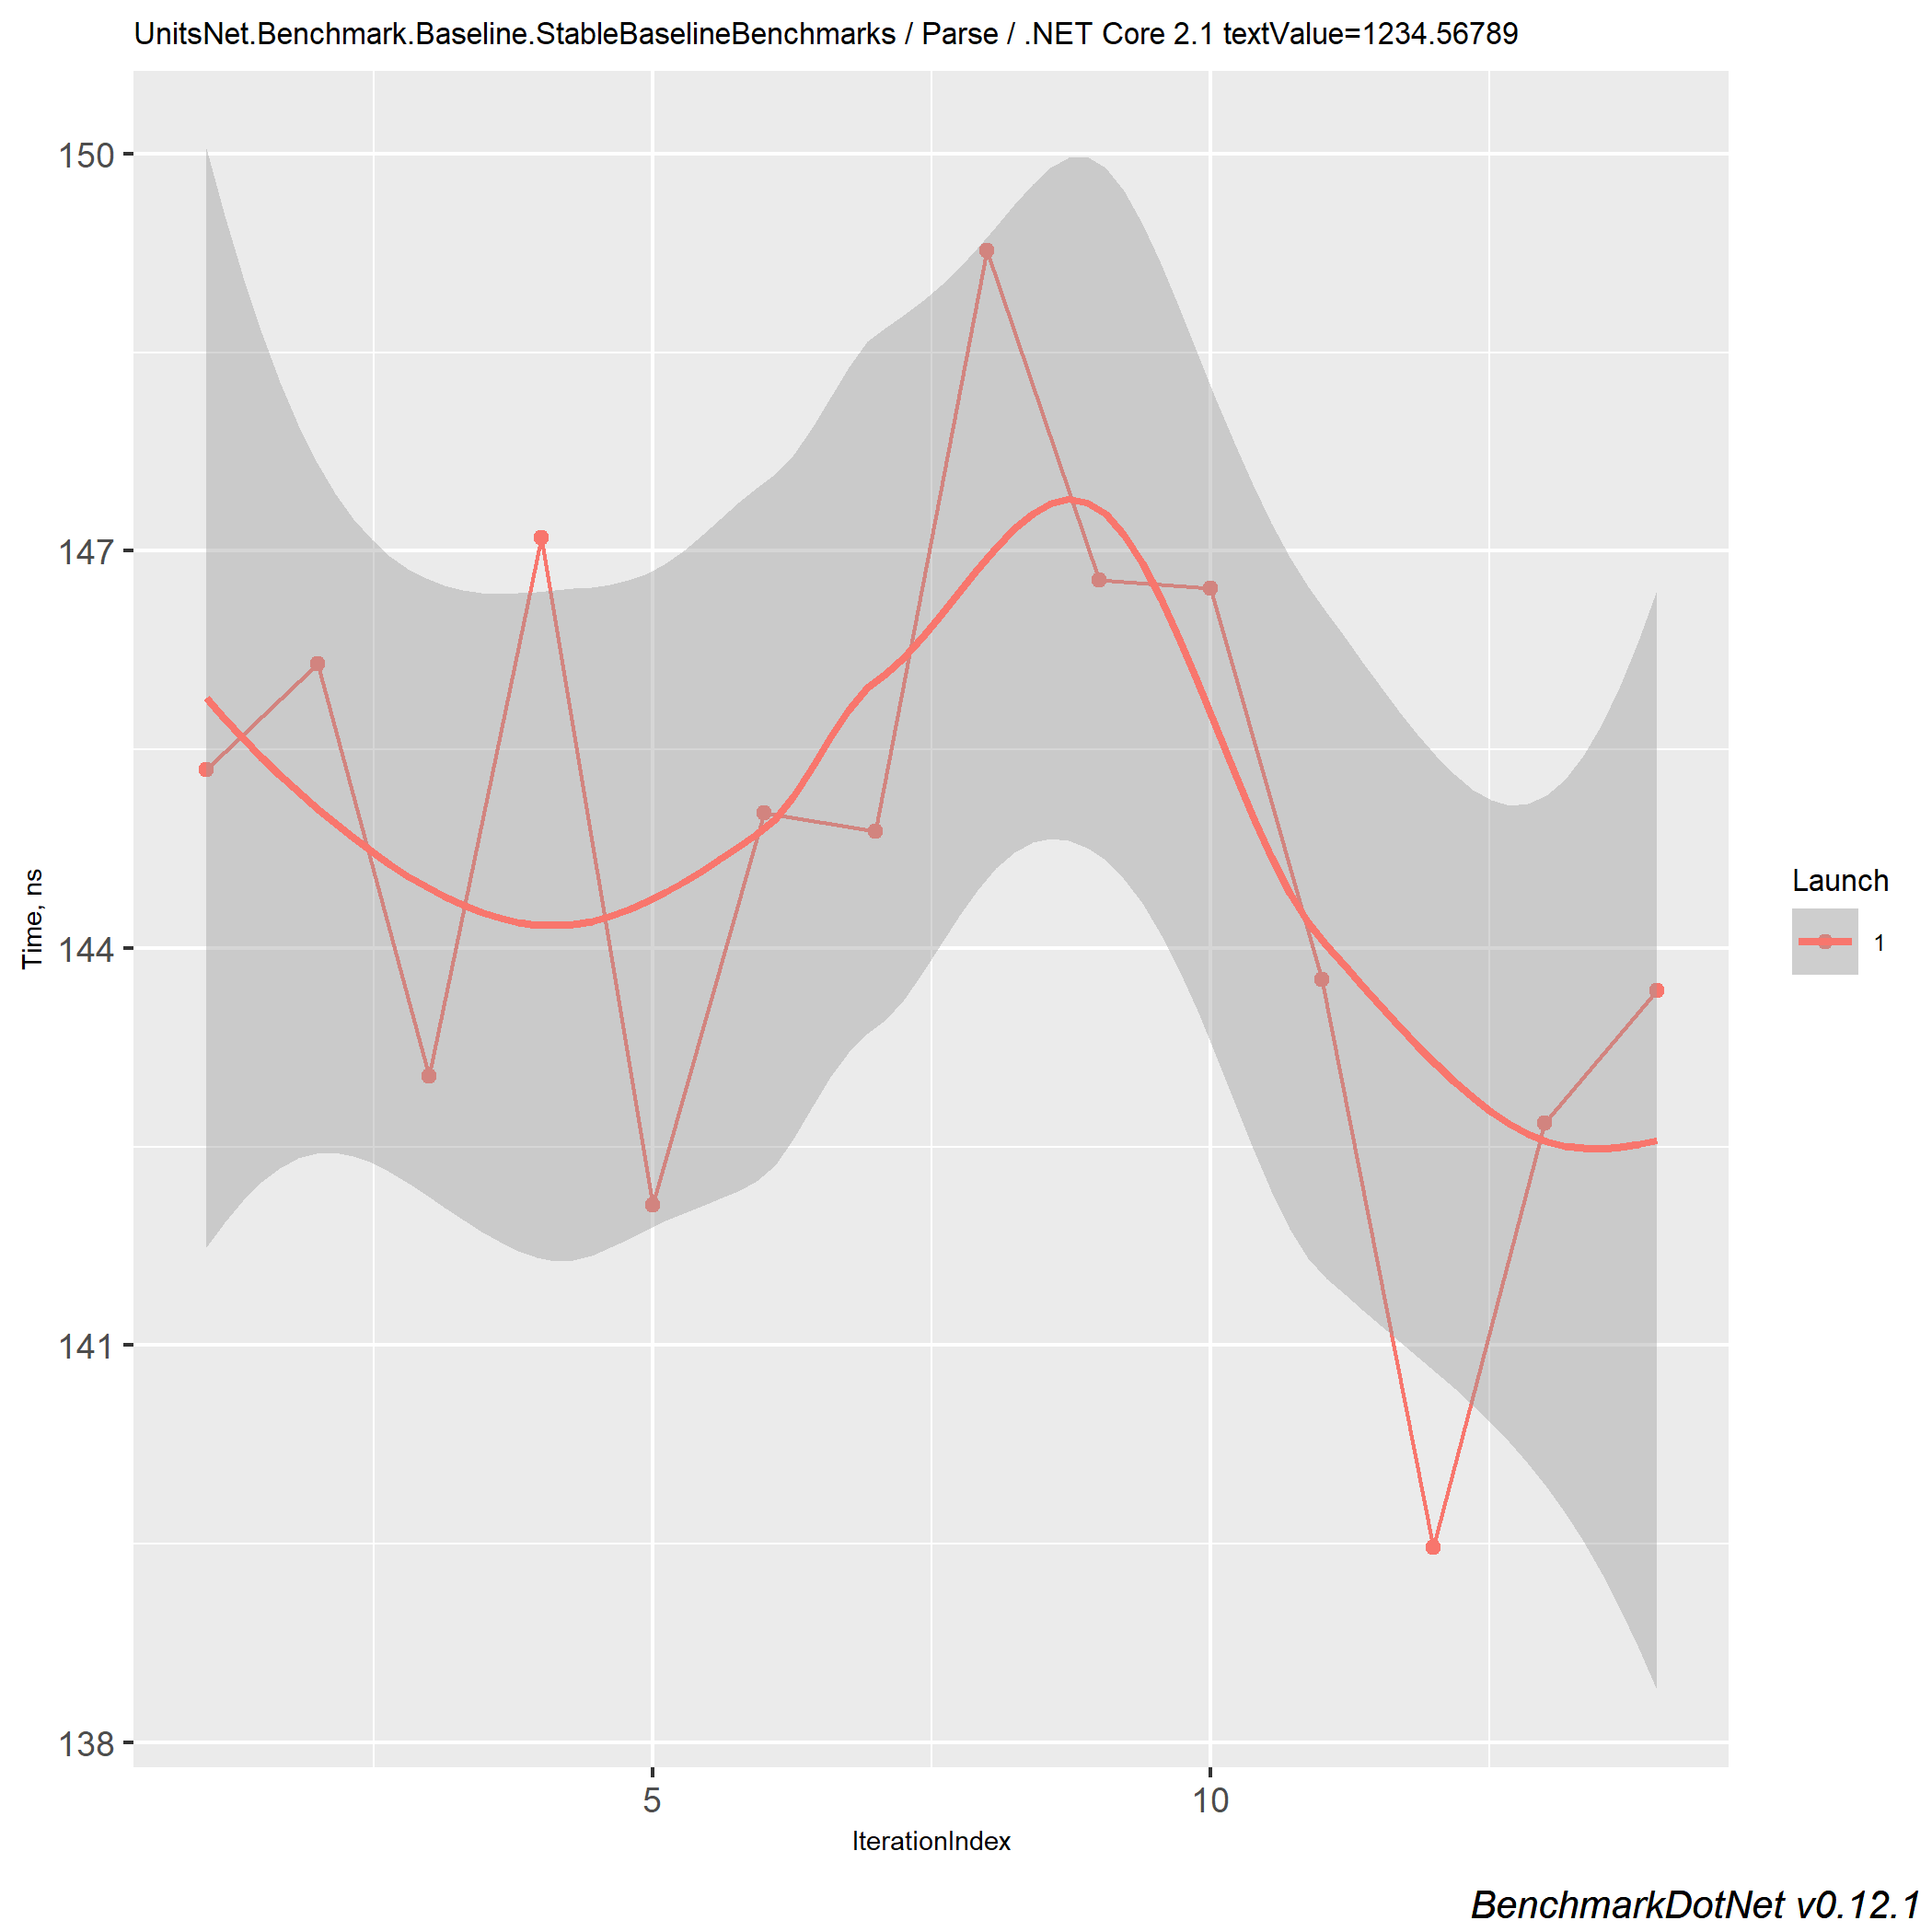 UnitsNet.Benchmark.Baseline.StableBaselineBenchmarks / Parse / .NET Core 2.1 textValue=1234.56789
150
147
144
141
138
Time, ns
5 10
IterationIndex
Launch
1
BenchmarkDotNet v0.12.1